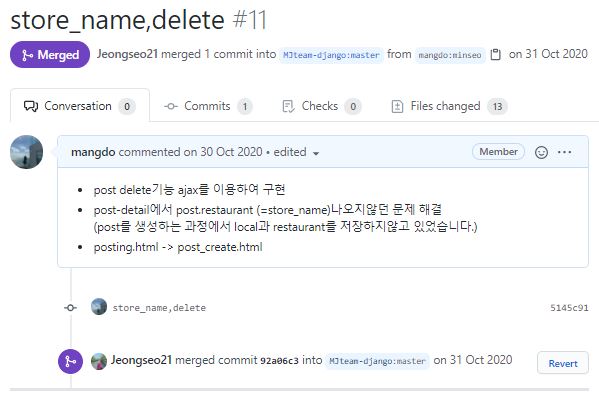 store_name,delete #11
Merged Jeongseo21 merged 1 commit into MJteam-django:master from mangdo:minseo on 31 Oct 2020
Conversation 0 Commits 1 Checks 0 Files changed 13
mangdo commented on 30 Oct 2020 • edited Member
• post delete기능 ajax를 이용하여 구현
• post-detail에서 post.restaurant (=store_name)나오지않던 문제 해결
(post를 생성하는 과정에서 local과 restaurant를 저장하지않고 있었습니다.)
• posting.html -> post_create.html
store_name,delete 5145c91
Jeongseo21 merged commit 92a06c3 into MJteam-django:master on 31 Oct 2020 Revert